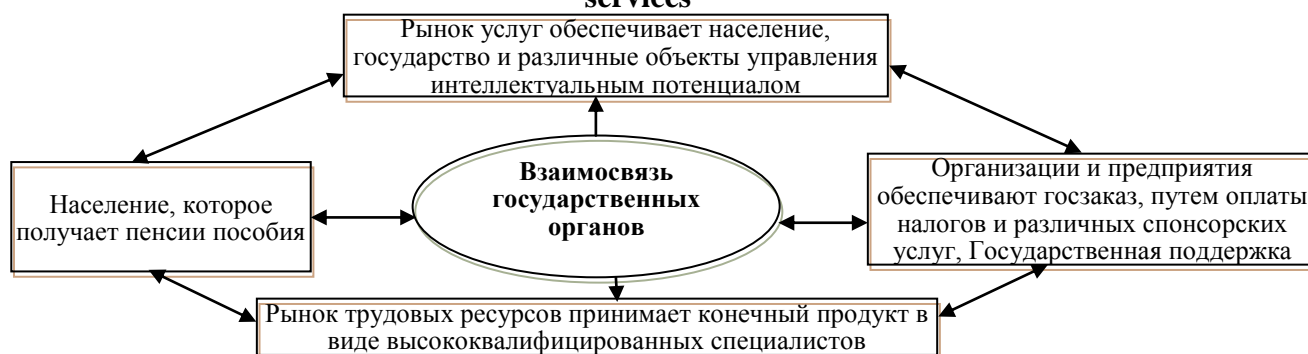 services
Рынок услуг обеспечивает население,
государство и различные объекты управления
интеллектуальным потенциалом
Население, которое
получает пенсии пособия
Взаимосвязь
государственных
органов
Организации и предприятия
обеспечивают госзаказ, путем оплаты
налогов и различных спонсорских
услуг, Государственная поддержка
Рынок трудовых ресурсов принимает конечный продукт в
виде высококвалифицированных специалистов